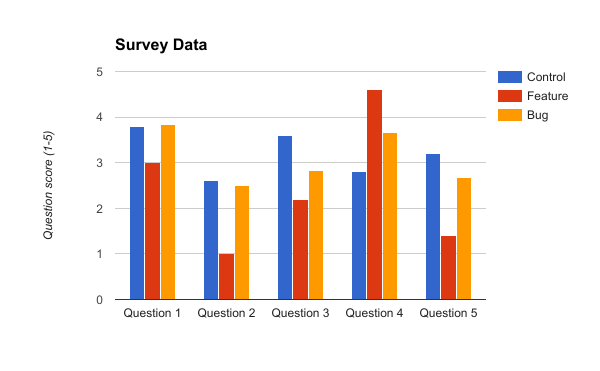 Survey Data
Question score (1-5)
5
4
3
2
1
0
Question 1
Question 2
Question 3
Question 4
Question 5
Control
Feature
Bug